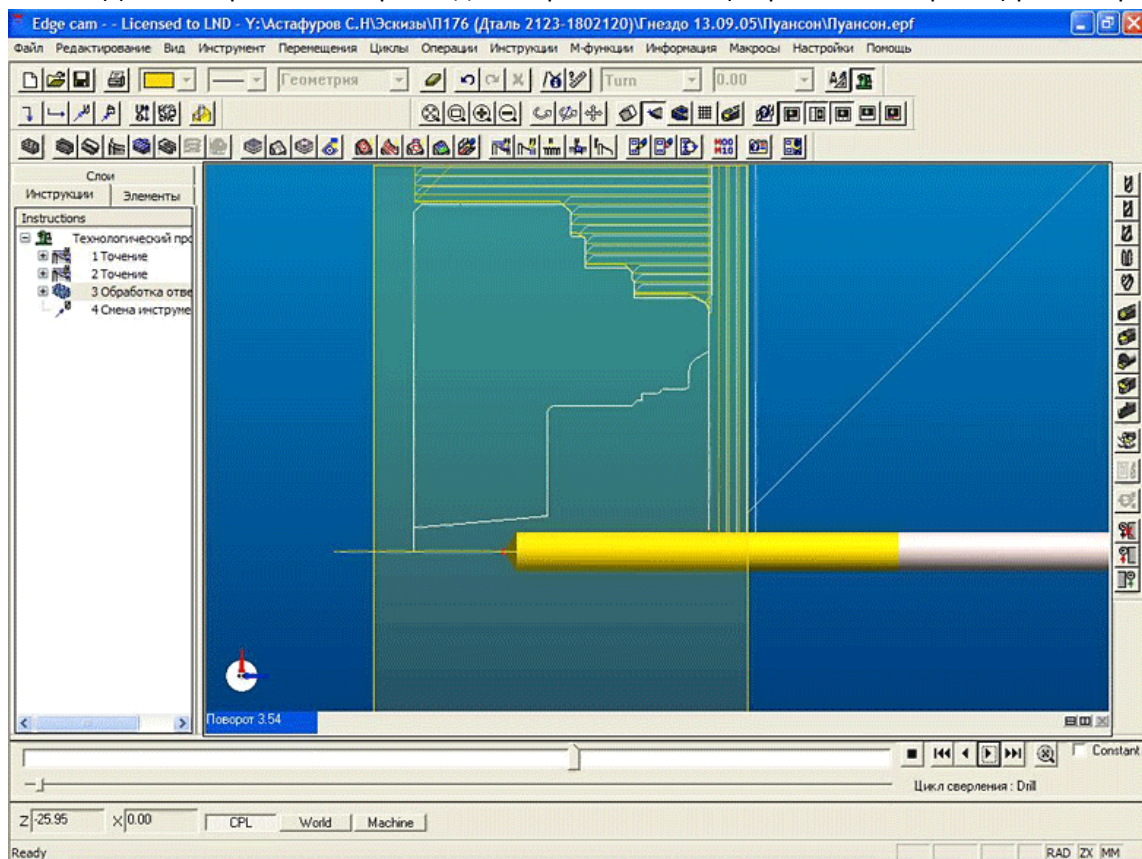 Edge cam - - Licensed to LND - Y:\Астафуров С.Н\Эскизы\П176 (Дталь 2123-1802120)\Гнездо 13.09.05\Пуансон\Пуансон.epf
Файл Редактирование Вид Инструмент Перемещения Циклы Операции Инструкции М-функции Инфорнация Макросы Настройки Помощь
Геометрия Turn 0.00
M00
M10
Слои
Инструкции Элементы
Instructions
Технологический про
1 Точение
2 Точение
3 Обработка отве
4 Смена инструме
Поворот 3.54
Constant
Цикл сверления : Drill
Z -25.95 X 0.00 CPL World Machine
Ready RAD ZX MM